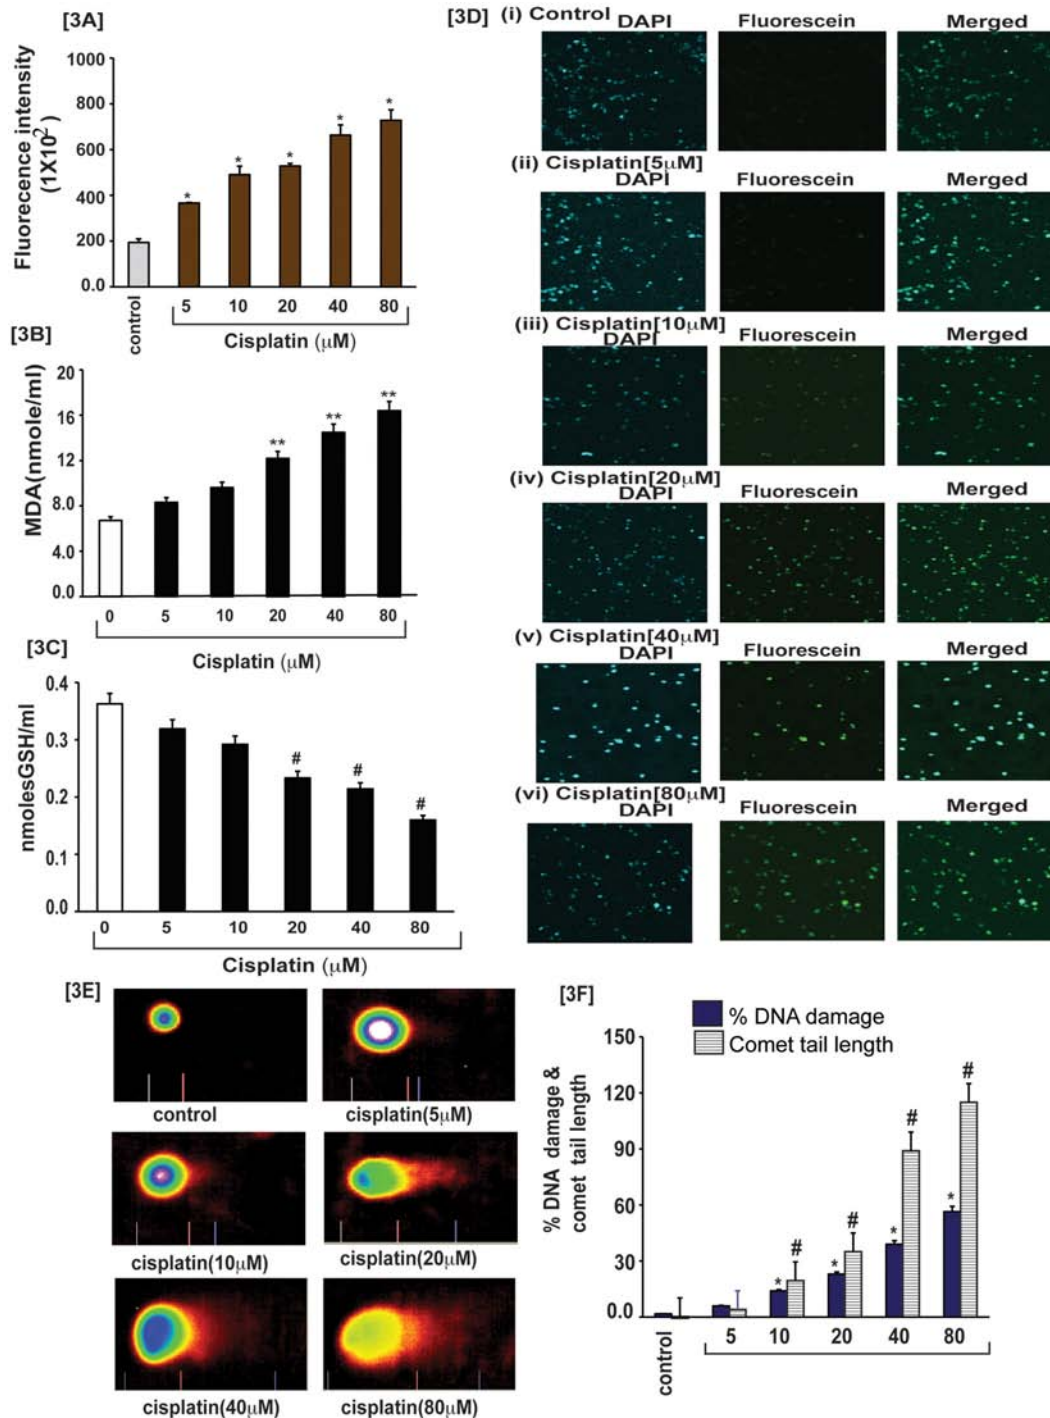 [3A]
Fluorecence intensity
(1X10²)
1000
800
600
400
200
0.0
*
*
*
*
*
control
5
10
20
40
80
Cisplatin (µM)
[3B]
MDA(nmole/ml)
20
16
12
8.0
4.0
0.0
**
**
**
0
5
10
20
40
80
Cisplatin (µM)
[3C]
nmolesGSH/ml
0.4
0.3
0.2
0.1
0.0
#
#
#
0
5
10
20
40
80
Cisplatin (µM)
[3D]
(i) Control
DAPI
Fluorescein
Merged
(ii) Cisplatin[5µM]
DAPI
Fluorescein
Merged
(iii) Cisplatin[10µM]
DAPI
Fluorescein
Merged
(iv) Cisplatin[20µM]
DAPI
Fluorescein
Merged
(v) Cisplatin[40µM]
DAPI
Fluorescein
Merged
(vi) Cisplatin[80µM]
DAPI
Fluorescein
Merged
[3E]
control
cisplatin(5µM)
cisplatin(10µM)
cisplatin(20µM)
cisplatin(40µM)
cisplatin(80µM)
[3F]
% DNA damage
Comet tail length
% DNA damage &
comet tail length
150
120
90
60
30
0.0
*
#
*
#
*
#
*
#
control
5
10
20
40
80